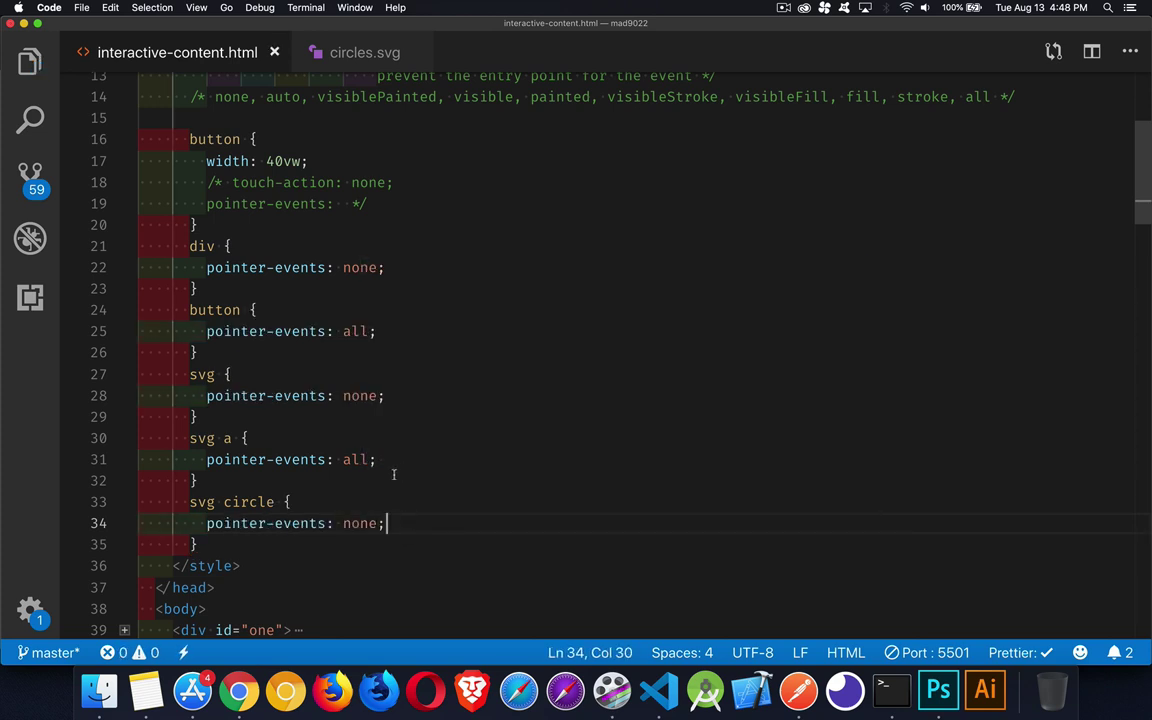 Code File Edit Selection View Go Debug Terminal Window Help 100% Tue Aug 13 4:48 PM
interactive-content.html — mad9022
<> interactive-content.html × circles.svg
13 prevent the entry point for the event */
14 /* none, auto, visiblePainted, visible, painted, visibleStroke, visibleFill, fill, stroke, all */
15
16 button {
17 width: 40vw;
18 /* touch-action: none;
19 pointer-events:  */
20 }
21 div {
22 pointer-events: none;
23 }
24 button {
25 pointer-events: all;
26 }
27 svg {
28 pointer-events: none;
29 }
30 svg a {
31 pointer-events: all;
32 }
33 svg circle {
34 pointer-events: none;
35 }
36 </style>
37 </head>
38 <body>
39 <div id="one">
59
1
master* 0 0 Ln 34, Col 30 Spaces: 4 UTF-8 LF HTML Port : 5501 Prettier: ✓ 2
4
>_
Ps
Ai